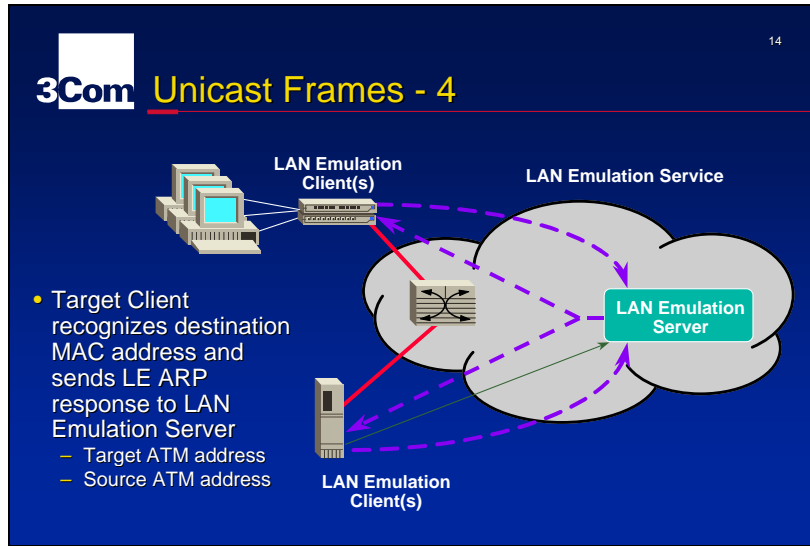 14
3Com
Unicast Frames - 4
LAN Emulation
Client(s)
LAN Emulation Service
• Target Client
recognizes destination
MAC address and
sends LE ARP
response to LAN
Emulation Server
– Target ATM address
– Source ATM address
LAN Emulation
Server
LAN Emulation
Client(s)